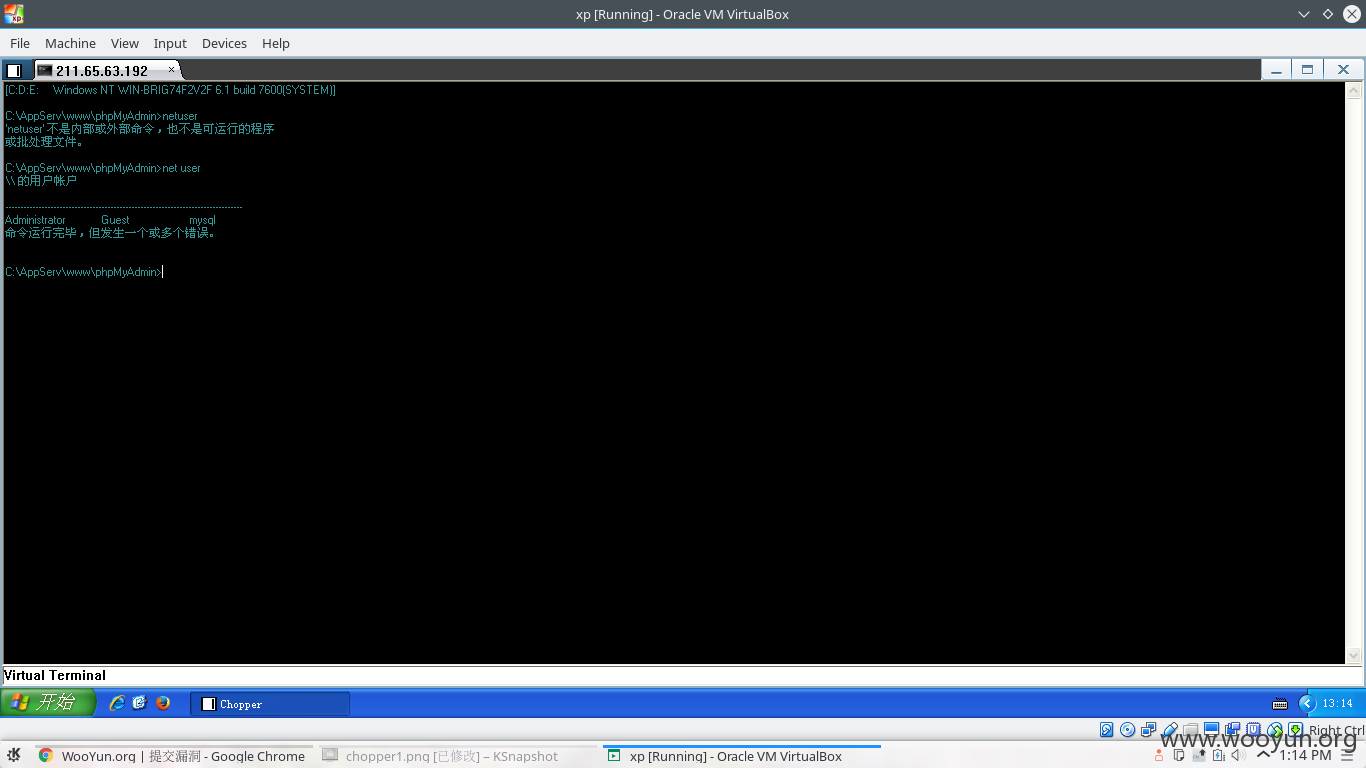 xp [Running] - Oracle VM VirtualBox
File Machine View Input Devices Help
211.65.63.192
[C:D:E: Windows NT WIN-BRIG74F2V2F 6.1 build 7600(SYSTEM)]
C:\AppServ\www\phpMyAdmin>netuser
'netuser' 不是内部或外部命令，也不是可运行的程序
或批处理文件。
C:\AppServ\www\phpMyAdmin>net user
\\ 的用户帐户
-------------------------------------------------------------------------------
Administrator Guest mysql
命令运行完毕，但发生一个或多个错误。
C:\AppServ\www\phpMyAdmin>
Virtual Terminal
开始 Chopper 13:14
Right Ctrl
www.wooyun.org
WooYun.org | 提交漏洞 - Google Chrome chopper1.png [已修改] – KSnapshot xp [Running] - Oracle VM VirtualBox 1:14 PM